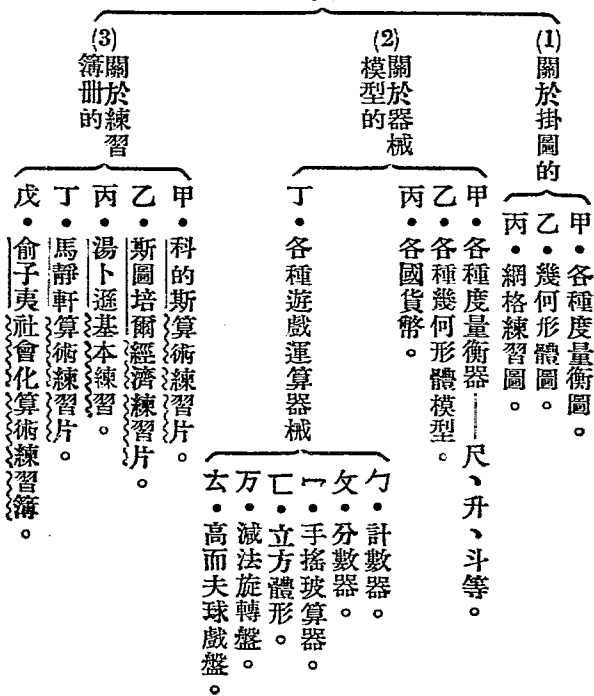 (1)關於掛圖的
甲•各種度量衡圖。
乙•幾何形體圖。
丙•網格練習圖。
(2)關於器械
模型的
甲•各種度量衡器——尺、升、斗等。
乙•各種幾何形體模型。
丙•各國貨幣。
丁•各種遊戲運算器械
ㄅ•計數器。
ㄆ•分數器。
ㄇ•手搖玻算器。
ㄈ•立方體形。
ㄪ•減法旋轉盤。
ㄊ•高而夫球戲盤。
(3)關於練習
簿冊的
甲•科的斯算術練習片。
乙•斯圖培爾經濟練習片。
丙•湯卜遜基本練習。
丁•馬靜軒算術練習片。
戊•俞子夷社會化算術練習簿。